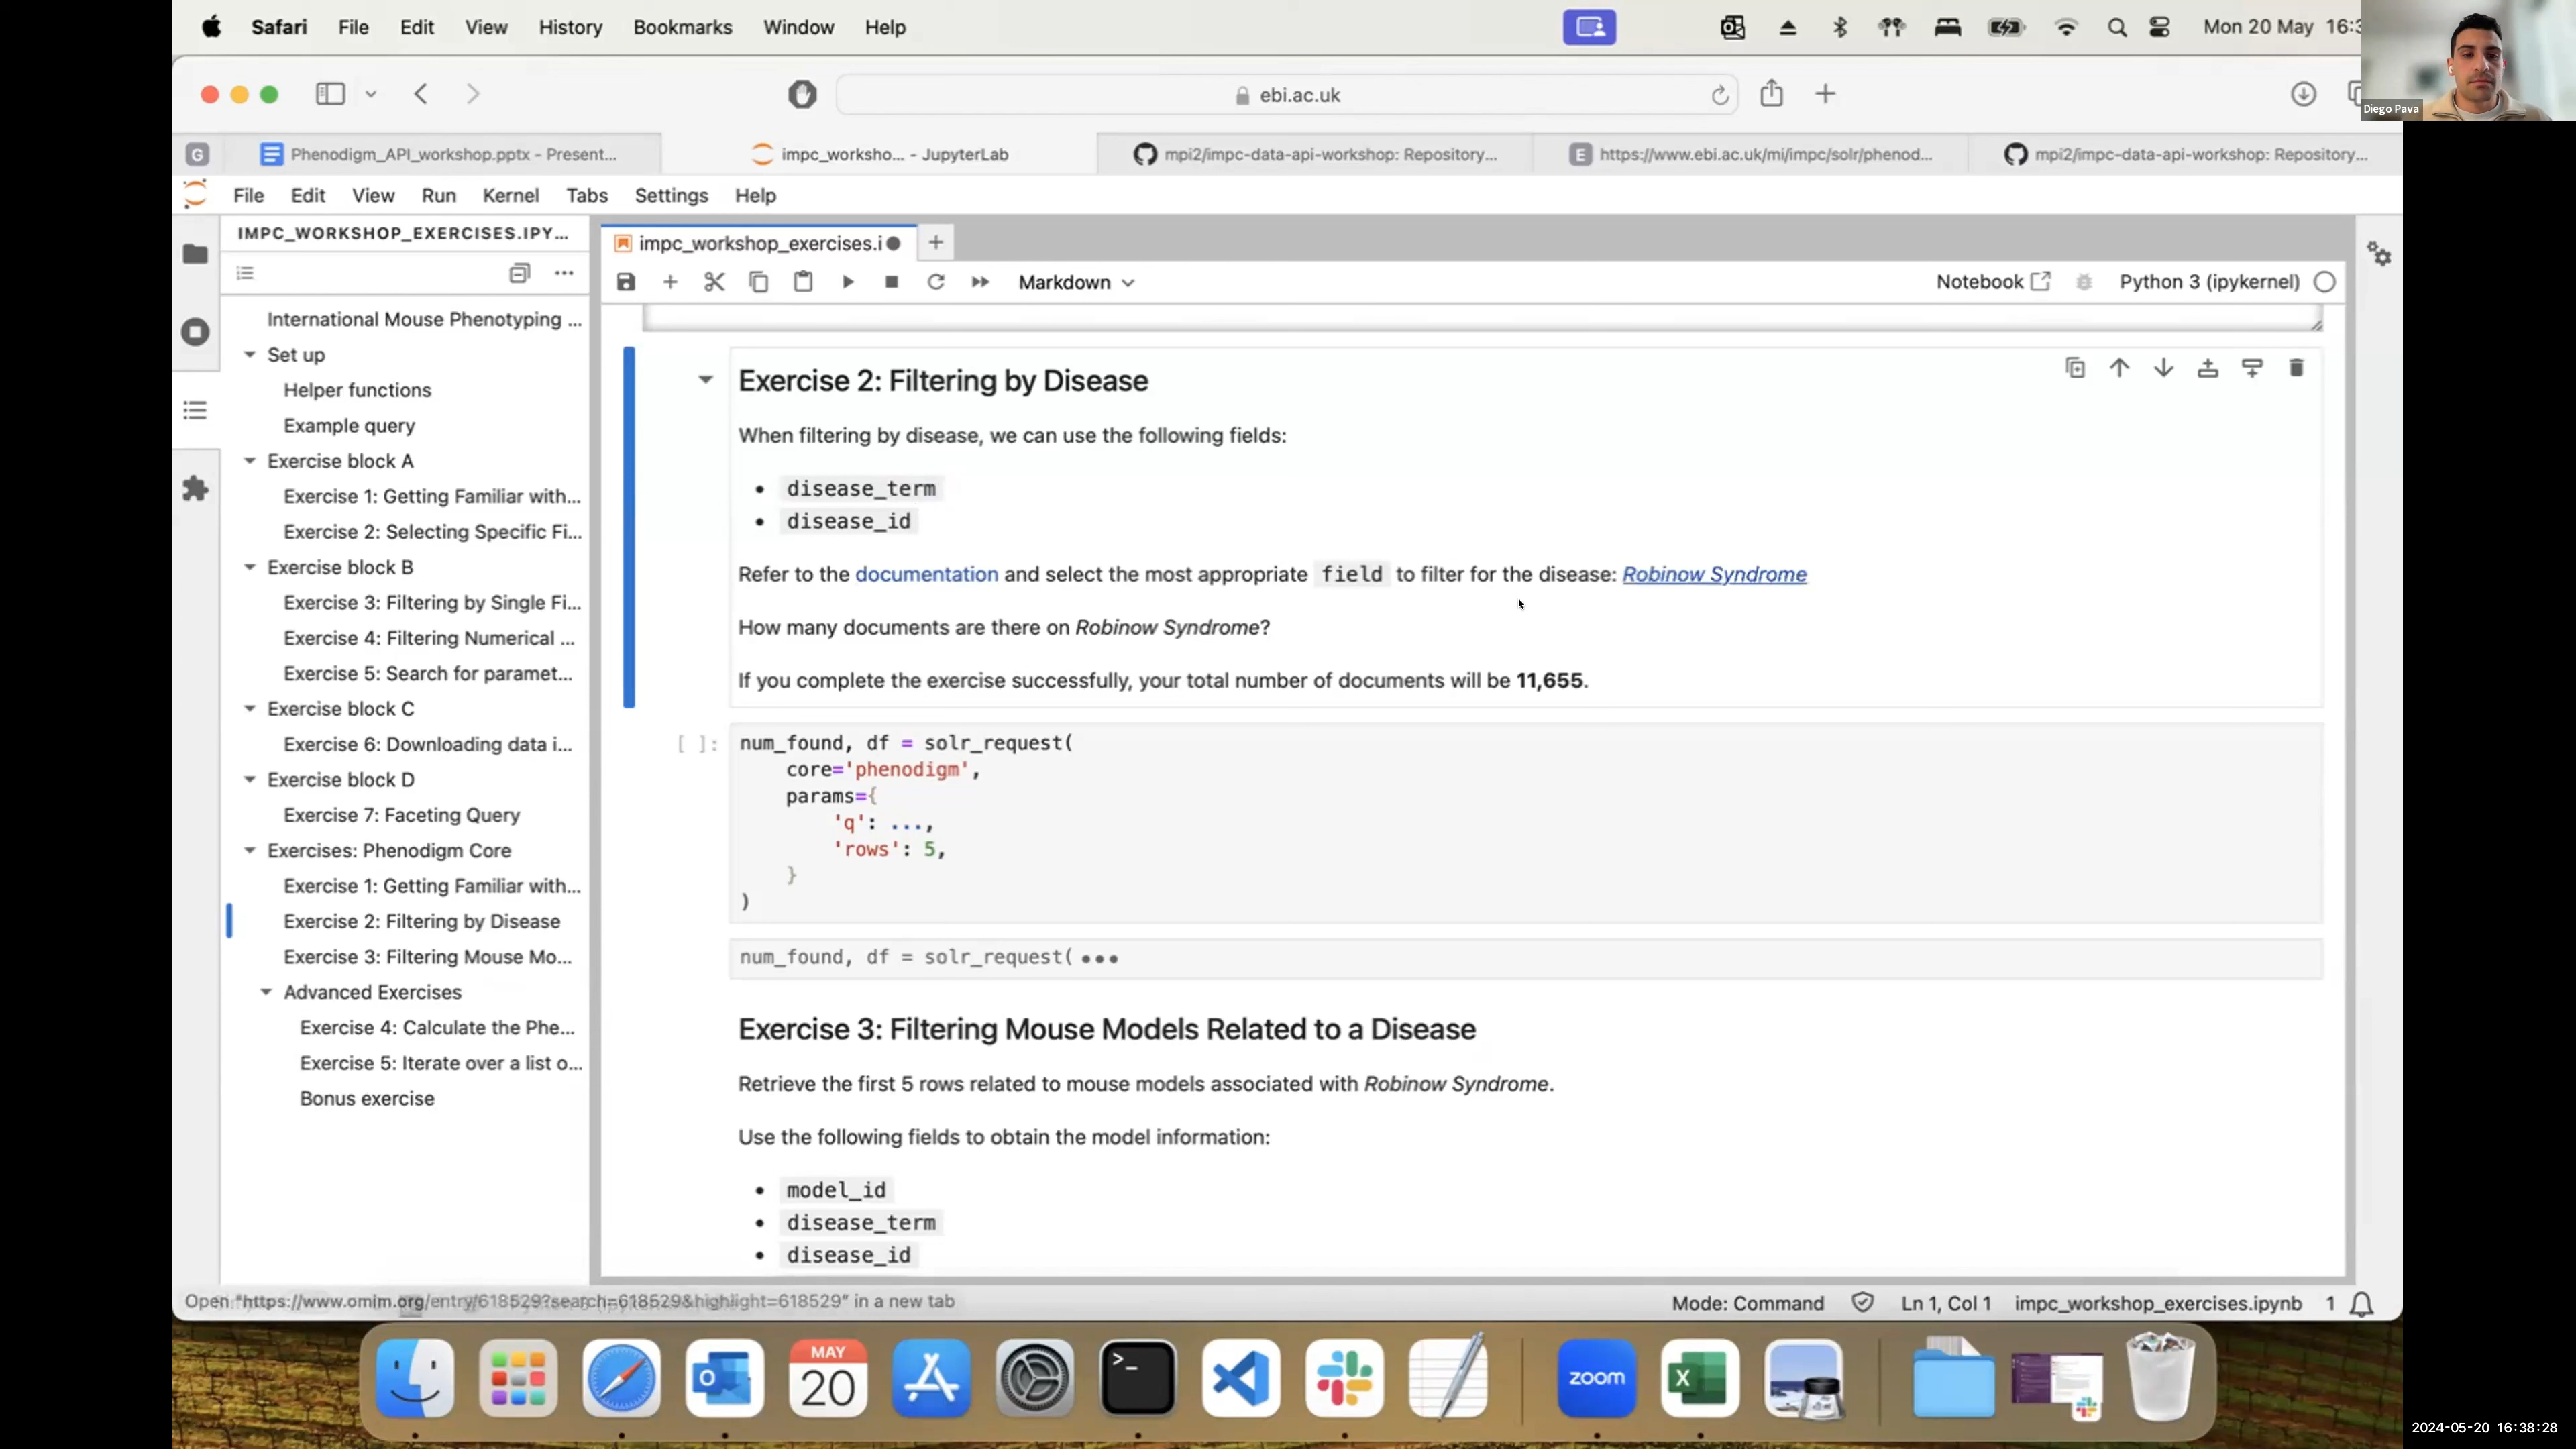 Safari File Edit View History Bookmarks Window Help
Mon 20 May 16:3
Diego Pava
ebi.ac.uk
G
Phenodigm_API_workshop.pptx - Present...
impc_worksho... - JupyterLab
mpi2/impc-data-api-workshop: Repository...
E
https://www.ebi.ac.uk/mi/impc/solr/phenod...
mpi2/impc-data-api-workshop: Repository...
File Edit View Run Kernel Tabs Settings Help
IMPC_WORKSHOP_EXERCISES.IPY...
International Mouse Phenotyping ...
Set up
Helper functions
Example query
Exercise block A
Exercise 1: Getting Familiar with...
Exercise 2: Selecting Specific Fi...
Exercise block B
Exercise 3: Filtering by Single Fi...
Exercise 4: Filtering Numerical ...
Exercise 5: Search for paramet...
Exercise block C
Exercise 6: Downloading data i...
Exercise block D
Exercise 7: Faceting Query
Exercises: Phenodigm Core
Exercise 1: Getting Familiar with...
Exercise 2: Filtering by Disease
Exercise 3: Filtering Mouse Mo...
Advanced Exercises
Exercise 4: Calculate the Phe...
Exercise 5: Iterate over a list o...
Bonus exercise
impc_workshop_exercises.i
Markdown
Notebook
Python 3 (ipykernel)
Exercise 2: Filtering by Disease
When filtering by disease, we can use the following fields:
• disease_term
• disease_id
Refer to the documentation and select the most appropriate field to filter for the disease: Robinow Syndrome
How many documents are there on Robinow Syndrome?
If you complete the exercise successfully, your total number of documents will be 11,655.
[ ]:
num_found, df = solr_request(
core='phenodigm',
params={
'q': ...,
'rows': 5,
}
)
num_found, df = solr_request( •••
Exercise 3: Filtering Mouse Models Related to a Disease
Retrieve the first 5 rows related to mouse models associated with Robinow Syndrome.
Use the following fields to obtain the model information:
• model_id
• disease_term
• disease_id
Open "https://www.omim.org/entry/618529?search=618529&highlight=618529" in a new tab
Mode: Command
Ln 1, Col 1
impc_workshop_exercises.ipynb
1
MAY
20
zoom
2024-05-20 16:38:28